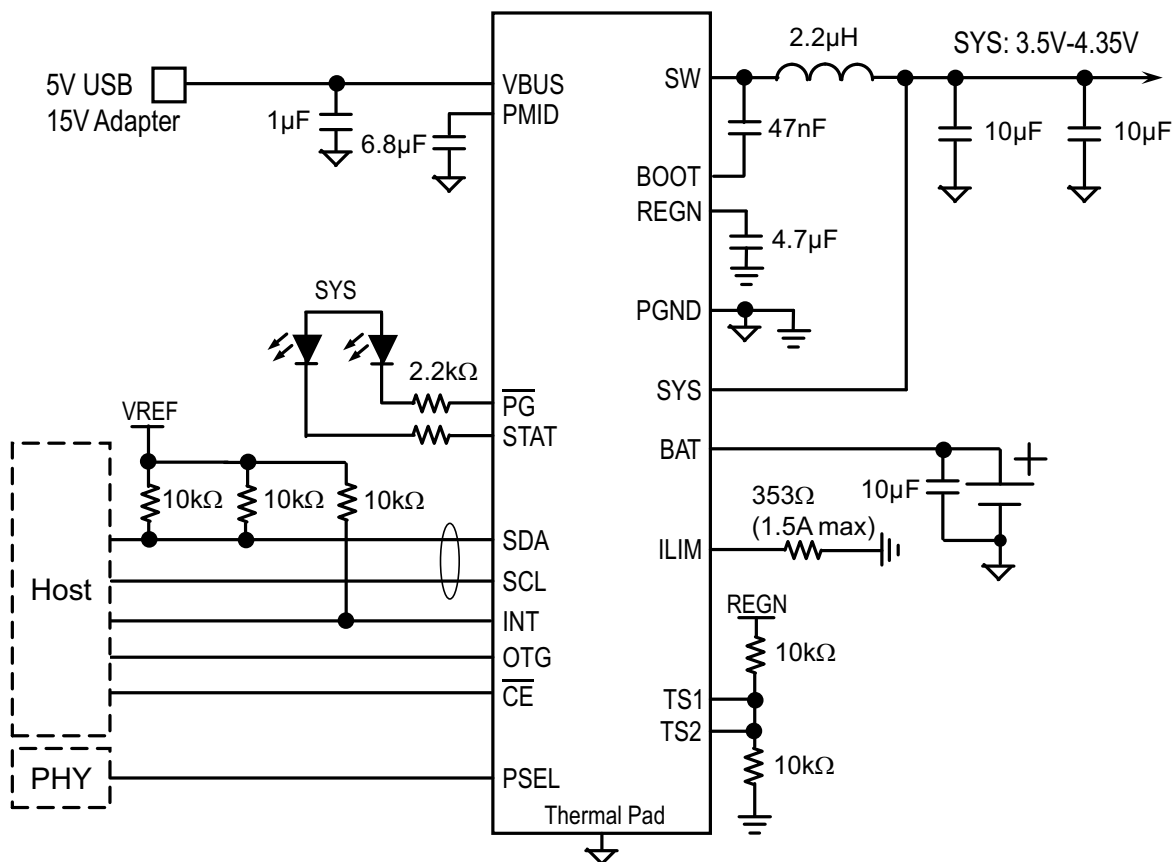 5V USB
15V Adapter
1µF
6.8µF
VBUS
PMID
SW
2.2µH
SYS: 3.5V-4.35V
47nF
10µF
10µF
BOOT
REGN
4.7µF
PGND
SYS
SYS
2.2kΩ
PG
STAT
VREF
10kΩ
10kΩ
10kΩ
BAT
10µF
+
353Ω
(1.5A max)
ILIM
Host
SDA
SCL
INT
OTG
CE
REGN
10kΩ
TS1
TS2
10kΩ
PHY
PSEL
Thermal Pad